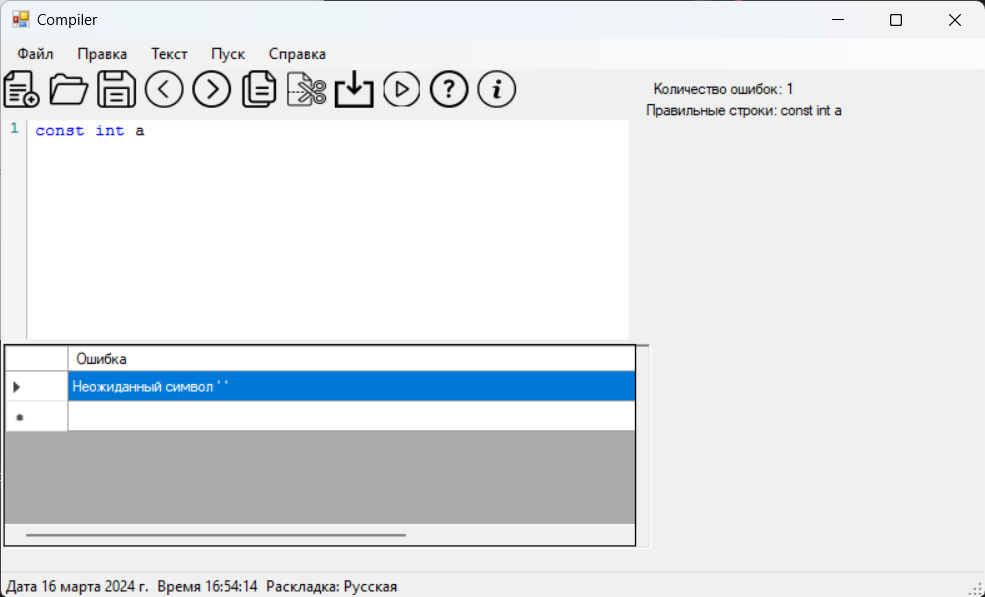 Compiler
Файл Правка Текст Пуск Справка
Количество ошибок: 1
Правильные строки: const int a
1 const int a
Ошибка
Неожиданный символ ' '
Дата 16 марта 2024 г. Время 16:54:14 Раскладка: Русская